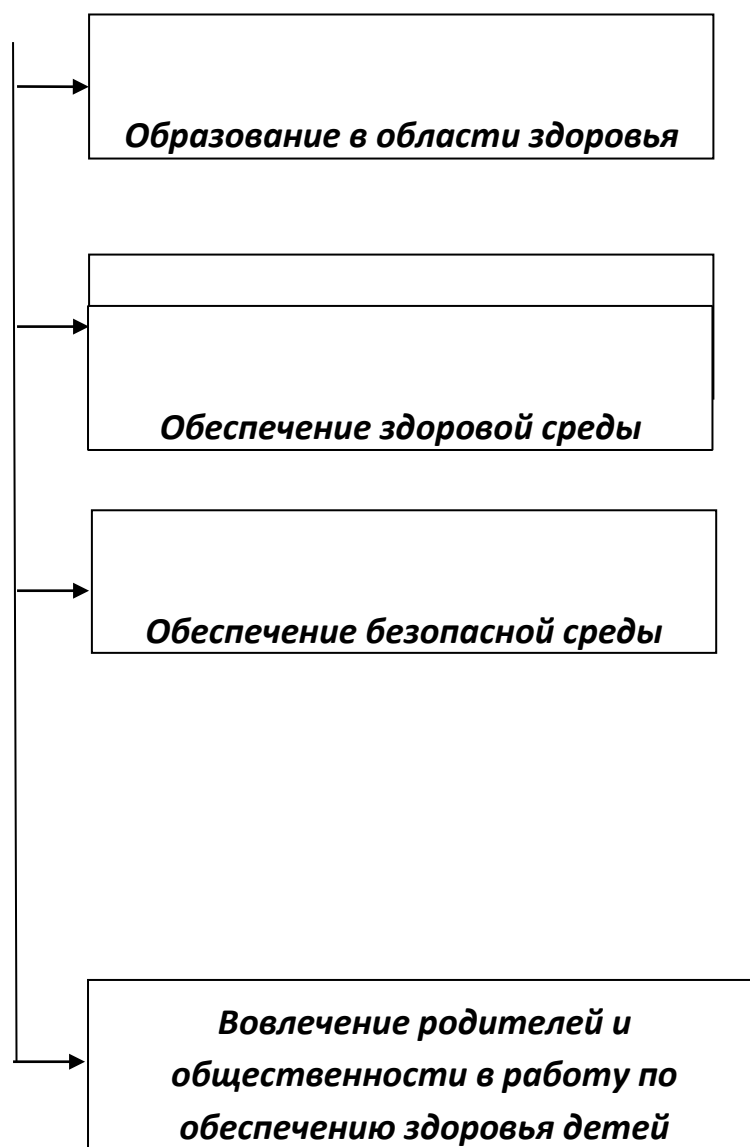 Образование в области здоровья
Обеспечение здоровой среды
Обеспечение безопасной среды
Вовлечение родителей и
общественности в работу по
обеспечению здоровья детей